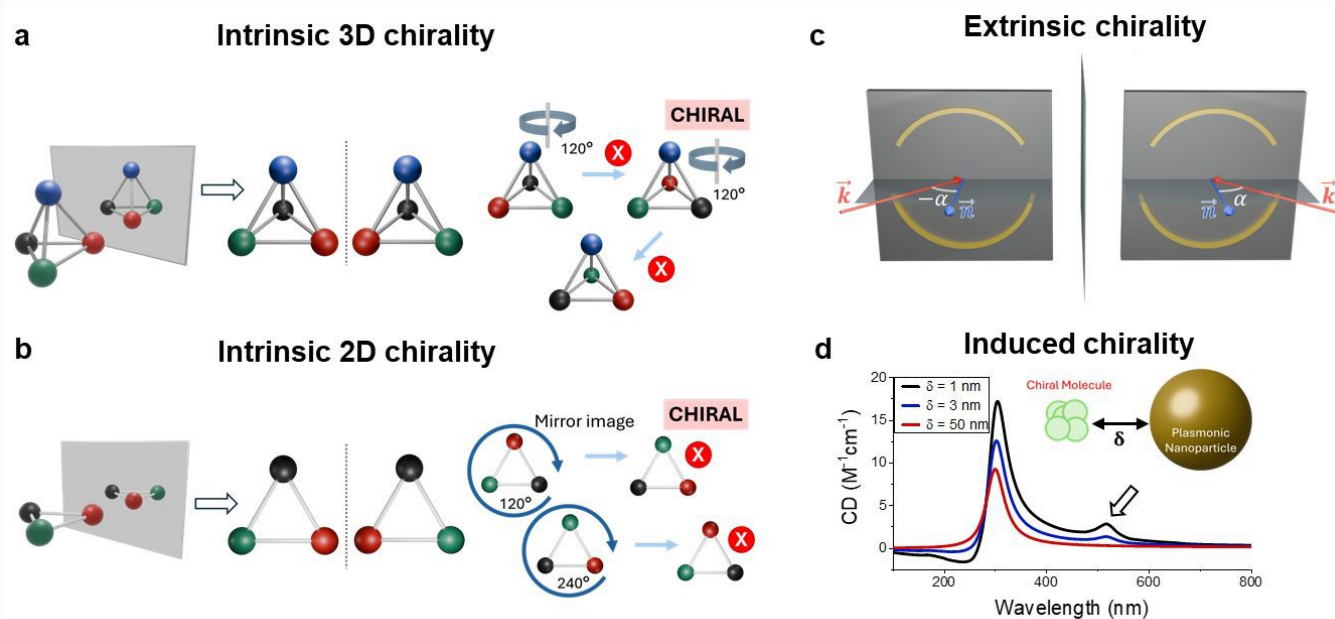 a
Intrinsic 3D chirality
120°
X
CHIRAL
120°
X
b
Intrinsic 2D chirality
Mirror image
CHIRAL
120°
X
240°
X
c
Extrinsic chirality
k
−α
n
n
α
k
d
Induced chirality
20
15
10
5
0
CD (M⁻¹cm⁻¹)
δ = 1 nm
δ = 3 nm
δ = 50 nm
Chiral Molecule
δ
Plasmonic
Nanoparticle
200
400
600
800
Wavelength (nm)